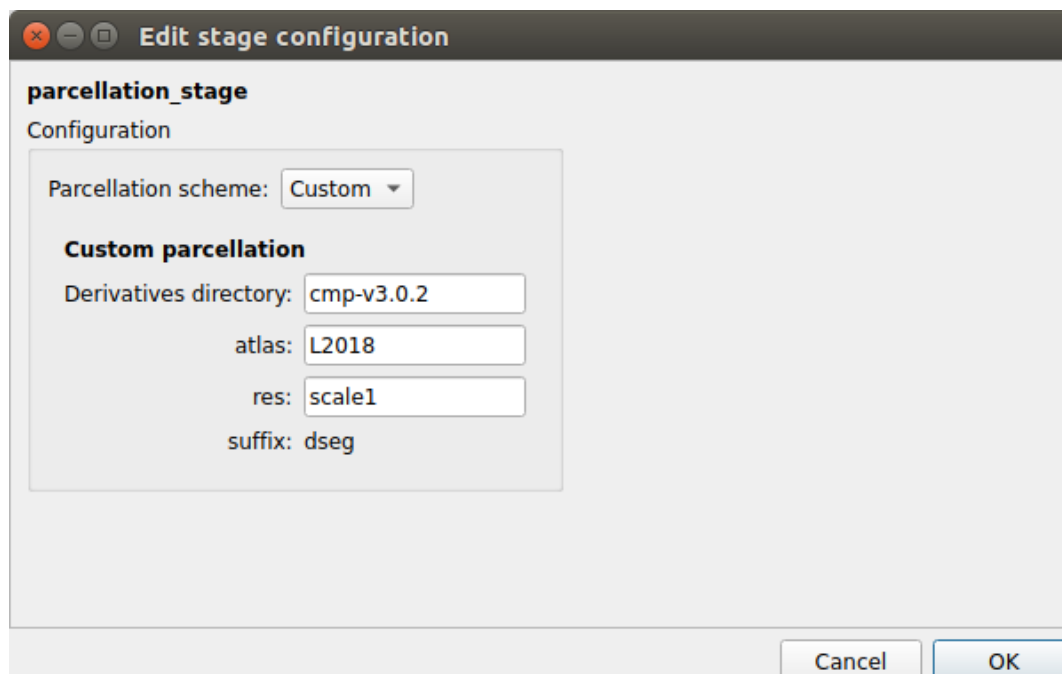 Edit stage configuration
parcellation_stage
Configuration
Parcellation scheme: Custom
Custom parcellation
Derivatives directory: cmp-v3.0.2
atlas: L2018
res: scale1
suffix: dseg
Cancel OK